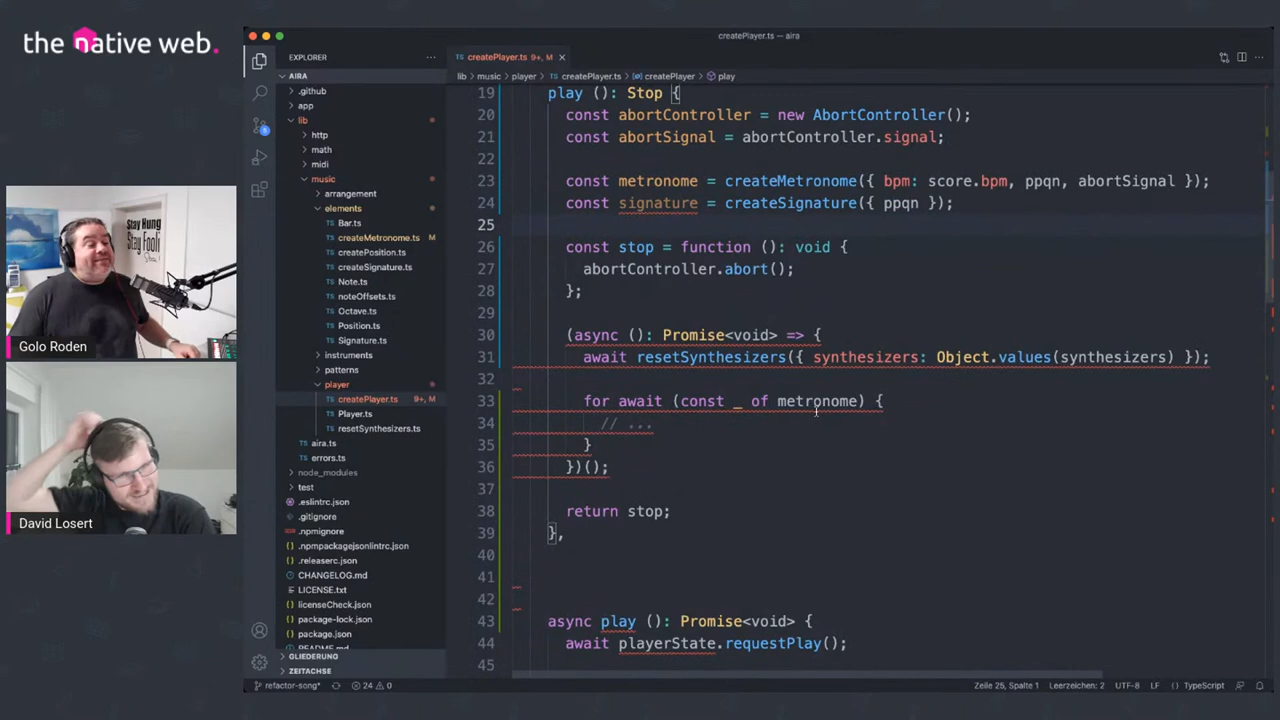 the native web.
Stay Hung
Stay Fooli
Golo Roden
David Losert
createPlayer.ts — aira
EXPLORER
createPlayer.ts 9+, M
lib > music > player > createPlayer.ts > createPlayer > play
AIRA
.github
app
lib
http
math
midi
music
arrangement
elements
Bar.ts
createMetronome.ts M
createPosition.ts
createSignature.ts
Note.ts
noteOffsets.ts
Octave.ts
Position.ts
Signature.ts
instruments
patterns
player
createPlayer.ts 9+, M
Player.ts
resetSynthesizers.ts
aira.ts
errors.ts
node_modules
test
.eslintrc.json
.gitignore
.npmignore
.npmpackagejsonlintrc.json
.releaserc.json
CHANGELOG.md
LICENSE.txt
licenseCheck.json
package-lock.json
package.json
README.md
GLIEDERUNG
ZEITACHSE
19 play (): Stop {
20 const abortController = new AbortController();
21 const abortSignal = abortController.signal;
22
23 const metronome = createMetronome({ bpm: score.bpm, ppqn, abortSignal });
24 const signature = createSignature({ ppqn });
25
26 const stop = function (): void {
27 abortController.abort();
28 };
29
30 (async (): Promise<void> => {
31 await resetSynthesizers({ synthesizers: Object.values(synthesizers) });
32
33 for await (const _ of metronome) {
34 // ...
35 }
36 })();
37
38 return stop;
39 },
40
41
42
43 async play (): Promise<void> {
44 await playerState.requestPlay();
45
refactor-song* 24 0
Zeile 25, Spalte 1 Leerzeichen: 2 UTF-8 LF { } TypeScript